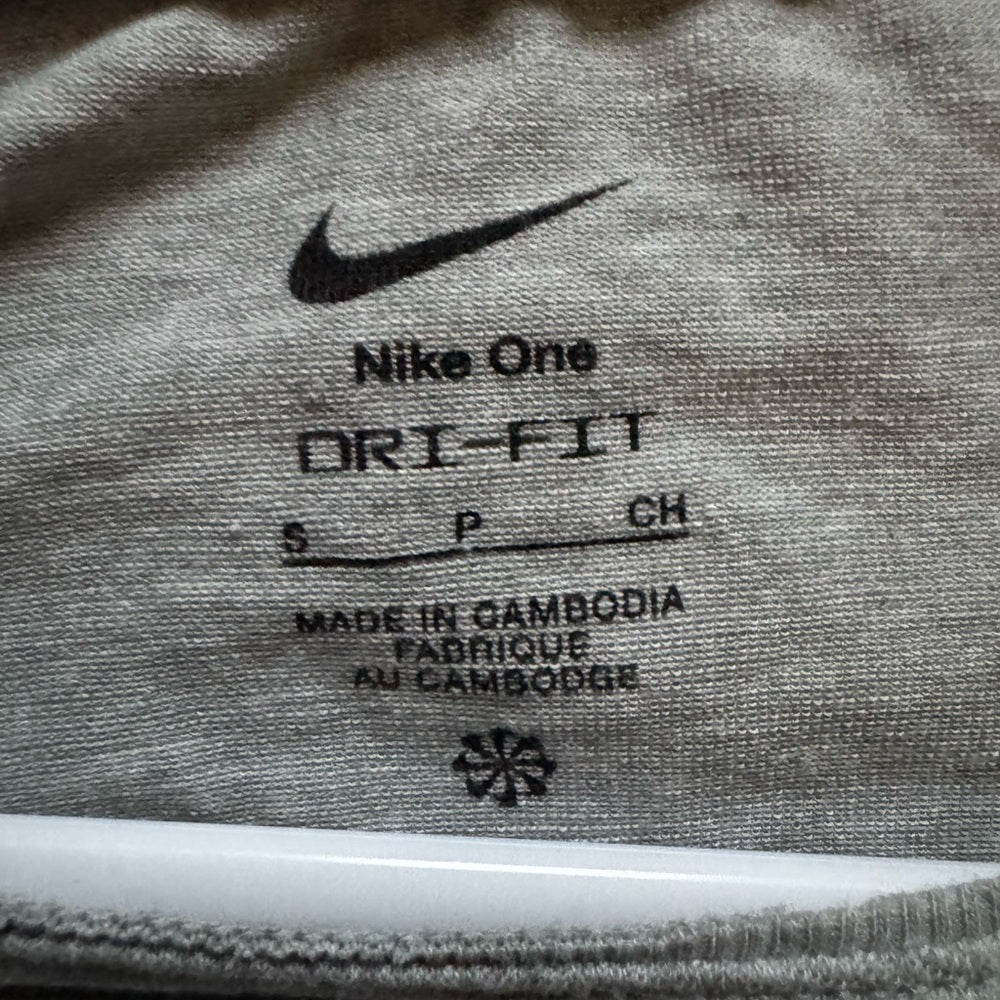 Nike One
DRI-FIT
S P CH
MADE IN CAMBODIA
FABRIQUE
AU CAMBODGE